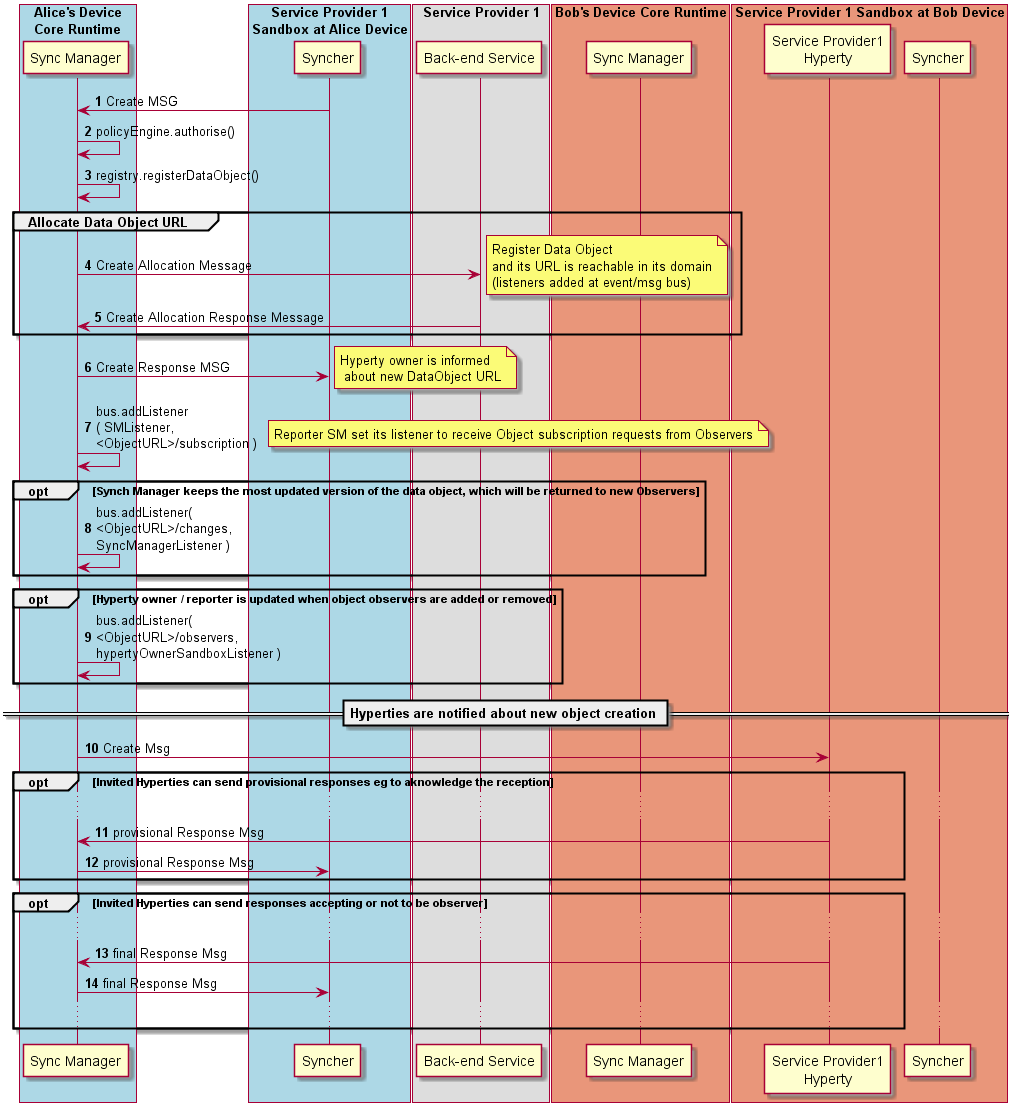 Alice's Device
Core Runtime
Service Provider 1
Sandbox at Alice Device
Service Provider 1
Bob's Device Core Runtime
Service Provider 1 Sandbox at Bob Device
Sync Manager
Syncher
Back-end Service
Sync Manager
Service Provider1
Hyperty
Syncher
1 Create MSG
2 policyEngine.authorise()
3 registry.registerDataObject()
Allocate Data Object URL
Register Data Object
and its URL is reachable in its domain
(listeners added at event/msg bus)
4 Create Allocation Message
5 Create Allocation Response Message
Hyperty owner is informed
about new DataObject URL
6 Create Response MSG
bus.addListener
7 ( SMListener,
<ObjectURL>/subscription )
Reporter SM set its listener to receive Object subscription requests from Observers
opt [Synch Manager keeps the most updated version of the data object, which will be returned to new Observers]
bus.addListener(
8 <ObjectURL>/changes,
SyncManagerListener )
opt [Hyperty owner / reporter is updated when object observers are added or removed]
bus.addListener(
9 <ObjectURL>/observers,
hypertyOwnerSandboxListener )
Hyperties are notified about new object creation
10 Create Msg
opt [Invited Hyperties can send provisional responses eg to aknowledge the reception]
11 provisional Response Msg
12 provisional Response Msg
opt [Invited Hyperties can send responses accepting or not to be observer]
13 final Response Msg
14 final Response Msg
Sync Manager
Syncher
Back-end Service
Sync Manager
Service Provider1
Hyperty
Syncher